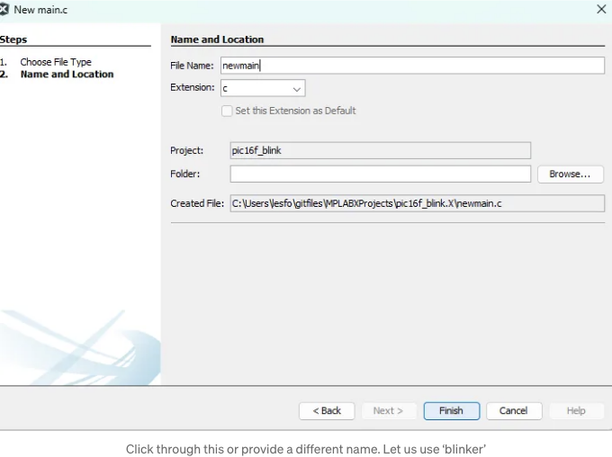 New main.c
Steps
1. Choose File Type
2. Name and Location
Name and Location
File Name: newmain
Extension: c
Set this Extension as Default
Project: pic16f_blink
Folder:
Browse...
Created File: C:\Users\lesfo\gitfiles\MPLABXProjects\pic16f_blink.X\newmain.c
< Back Next > Finish Cancel Help
Click through this or provide a different name. Let us use ‘blinker’